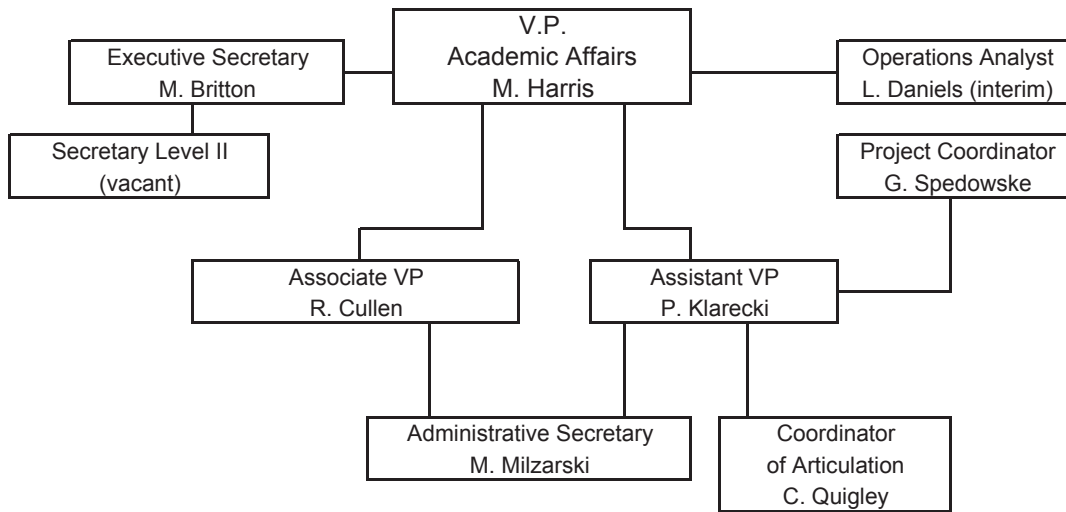 V.P.
Academic Affairs
M. Harris
Executive Secretary
M. Britton
Operations Analyst
L. Daniels (interim)
Secretary Level II
(vacant)
Project Coordinator
G. Spedowske
Associate VP
R. Cullen
Assistant VP
P. Klarecki
Administrative Secretary
M. Milzarski
Coordinator
of Articulation
C. Quigley